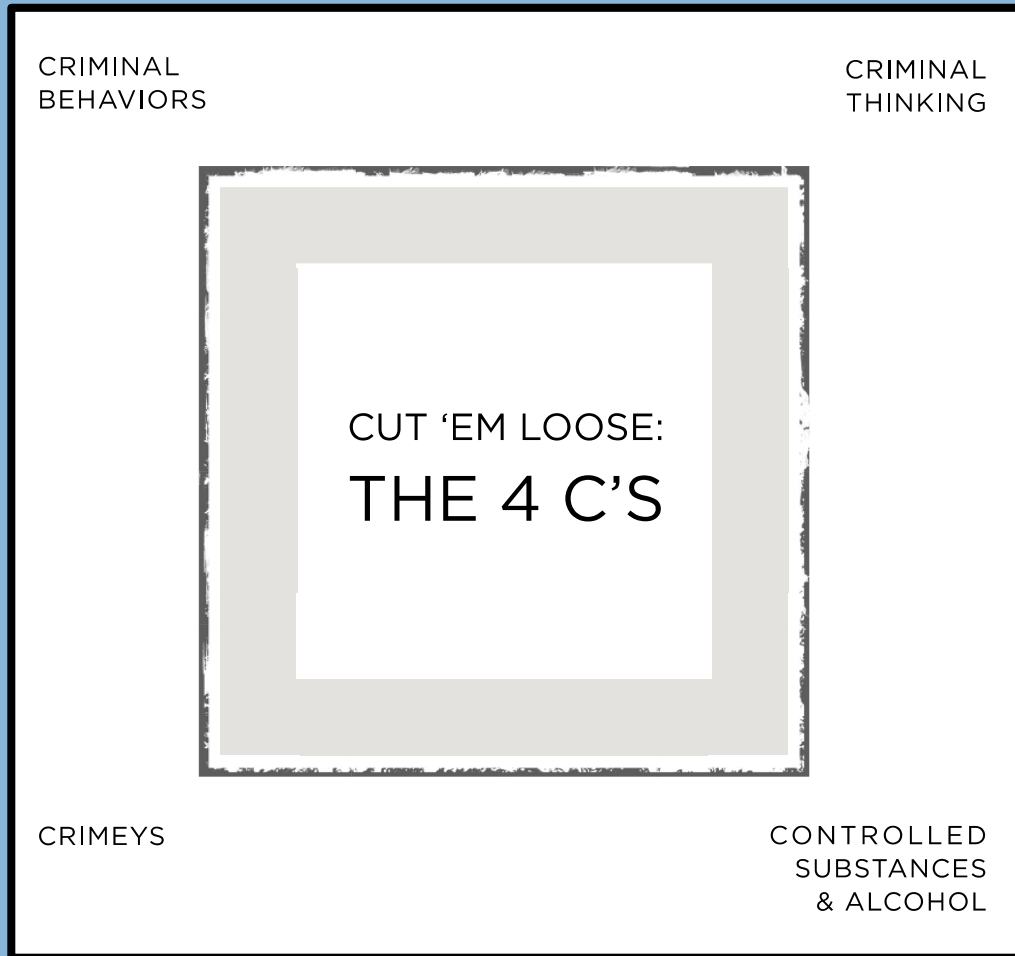 CRIMINAL
BEHAVIORS
CRIMINAL
THINKING
CUT ‘EM LOOSE:
THE 4 C’S
CRIMEYS
CONTROLLED
SUBSTANCES
& ALCOHOL